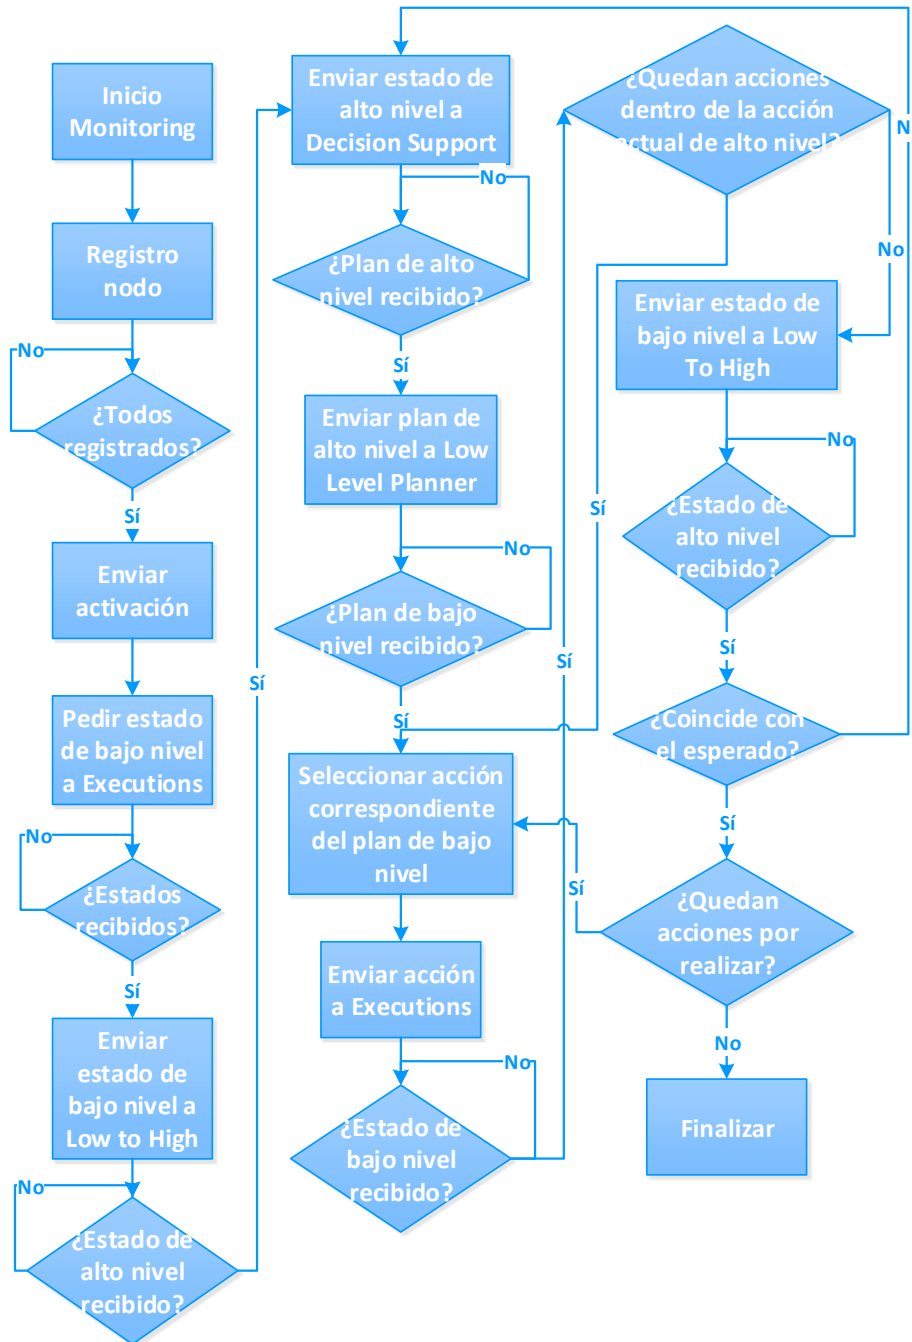 Inicio
Monitoring
Registro
nodo
No
¿Todos
registrados?
Sí
Enviar
activación
Pedir estado
de bajo nivel
a Executions
No
¿Estados
recibidos?
Sí
Enviar
estado de
bajo nivel a
Low to High
No
¿Estado de
alto nivel
recibido?
Sí
Enviar estado de
alto nivel a
Decision Support
No
¿Plan de alto
nivel recibido?
Sí
Enviar plan de
alto nivel a Low
Level Planner
No
¿Plan de bajo
nivel recibido?
Sí
Seleccionar acción
correspondiente
del plan de bajo
nivel
Enviar acción
a Executions
No
¿Estado de
bajo nivel
recibido?
Sí
¿Quedan acciones
dentro de la acción
actual de alto nivel?
Sí
No
Enviar estado de
bajo nivel a Low
To High
No
¿Estado de
alto nivel
recibido?
Sí
¿Coincide con
el esperado?
N
Sí
¿Quedan
acciones por
realizar?
Sí
No
Finalizar